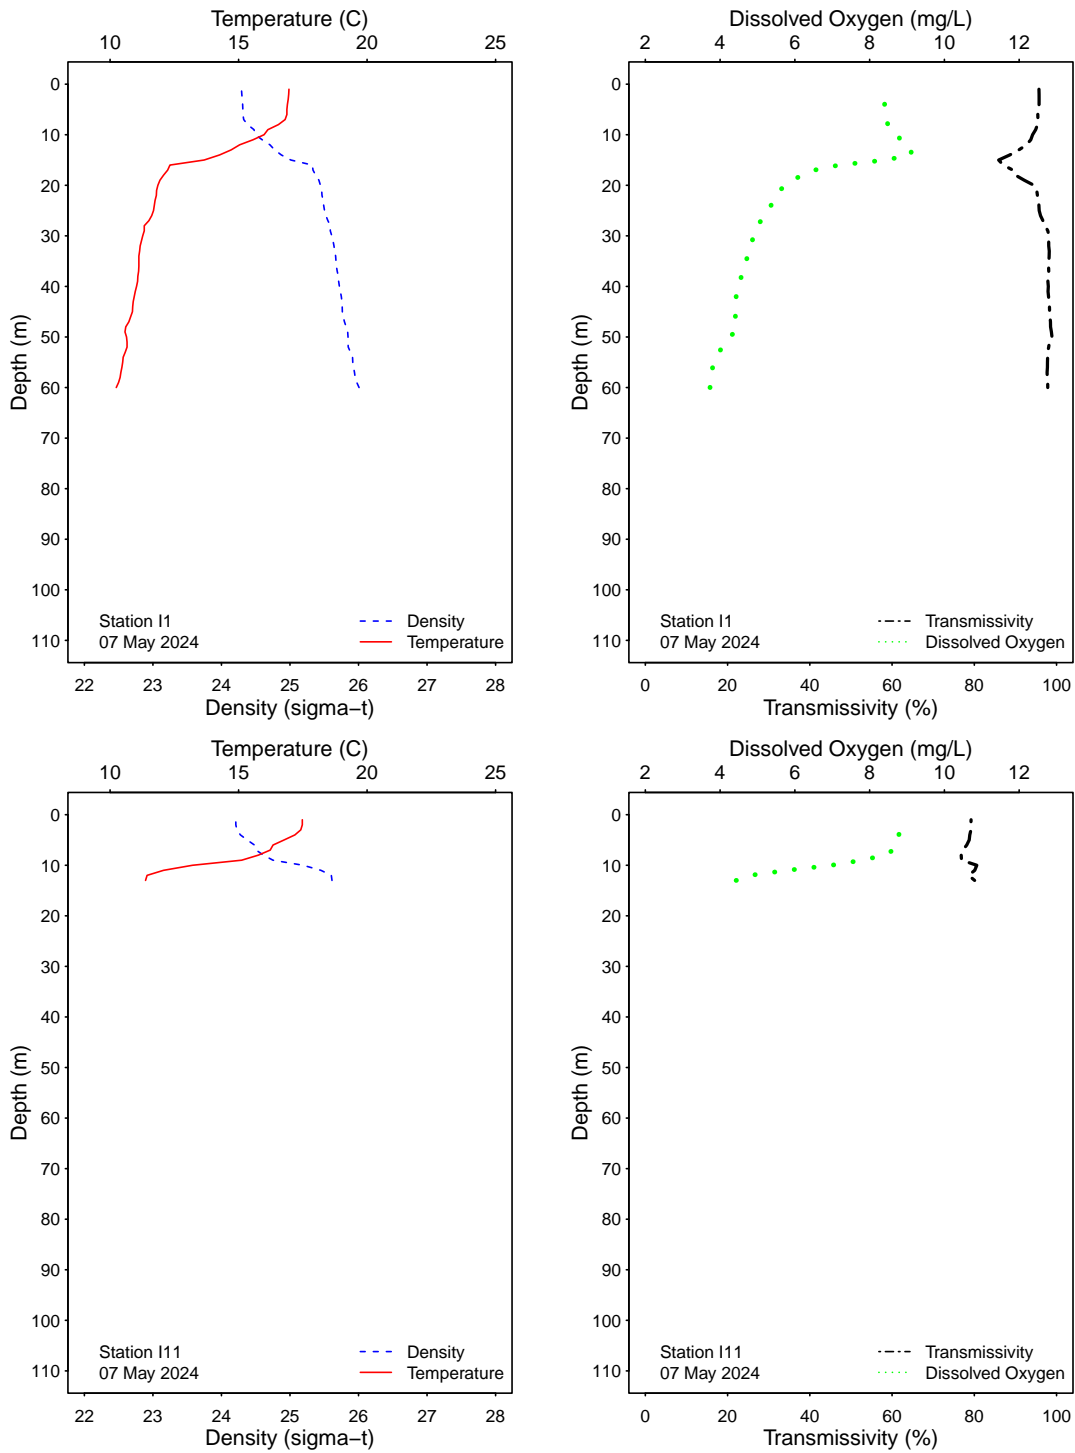 Temperature (C)
10 15 20 25
0
10
20
30
40
50
60
70
80
90
100
110
Depth (m)
Station I1
07 May 2024
Density
Temperature
22 23 24 25 26 27 28
Density (sigma−t)
Dissolved Oxygen (mg/L)
2 4 6 8 10 12
0
10
20
30
40
50
60
70
80
90
100
110
Depth (m)
Station I1
07 May 2024
Transmissivity
Dissolved Oxygen
0 20 40 60 80 100
Transmissivity (%)
Temperature (C)
10 15 20 25
0
10
20
30
40
50
60
70
80
90
100
110
Depth (m)
Station I11
07 May 2024
Density
Temperature
22 23 24 25 26 27 28
Density (sigma−t)
Dissolved Oxygen (mg/L)
2 4 6 8 10 12
0
10
20
30
40
50
60
70
80
90
100
110
Depth (m)
Station I11
07 May 2024
Transmissivity
Dissolved Oxygen
0 20 40 60 80 100
Transmissivity (%)